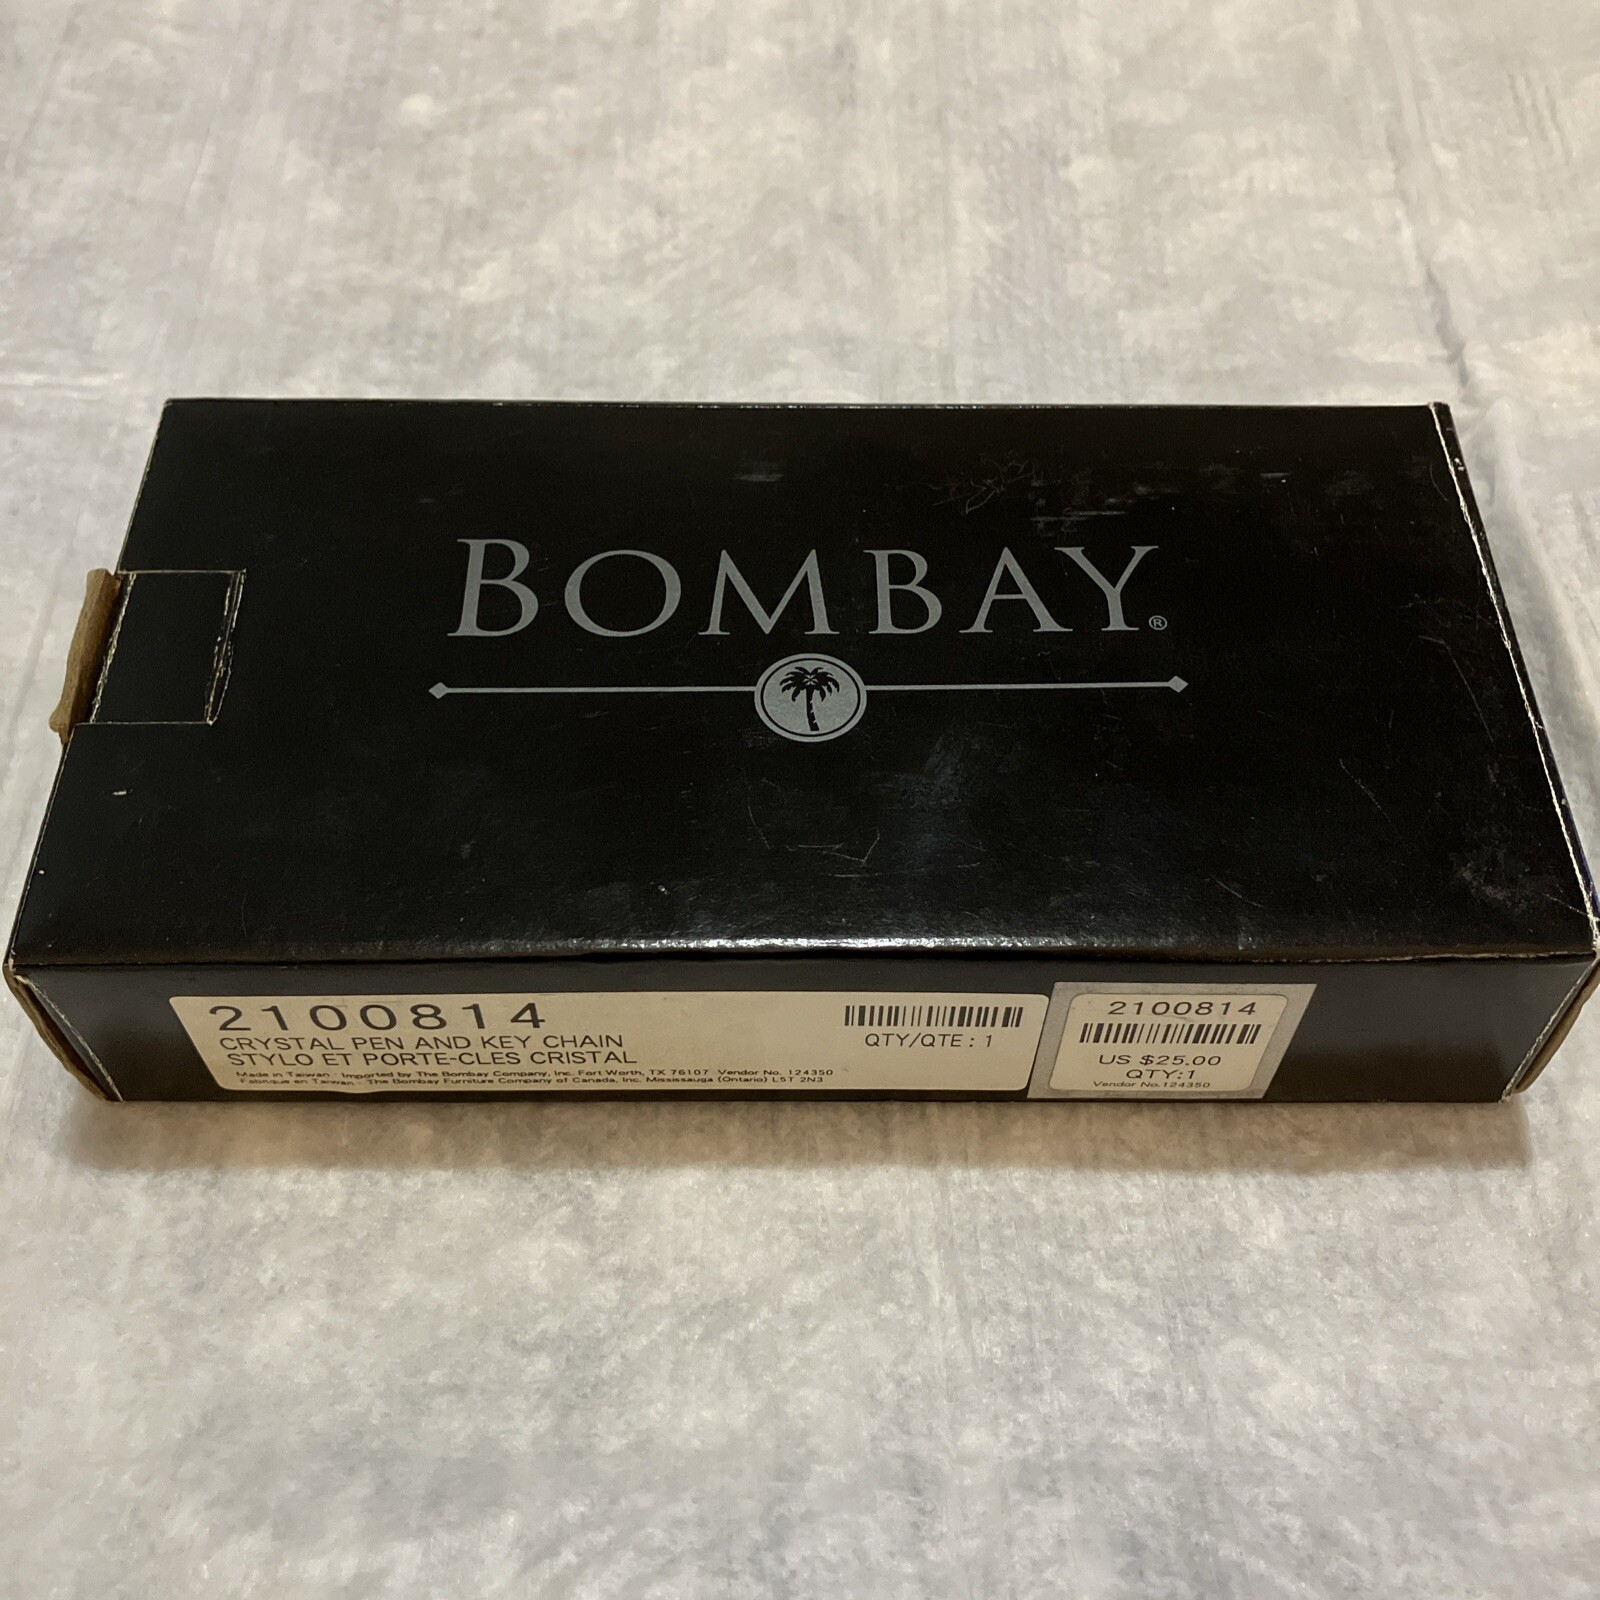 BOMBAY®
2100814
CRYSTAL PEN AND KEY CHAIN
STYLO ET PORTE-CLES CRISTAL
Made in Taiwan - Imported by The Bombay Company, Inc. Fort Worth, TX 76107 Vendor No. 124350
Fabrique en Taiwan - The Bombay Furniture Company of Canada, Inc. Mississauga (Ontario) L5T 2N3
QTY/QTE : 1
2100814
US $25.00
QTY:1
Vendor No.124350